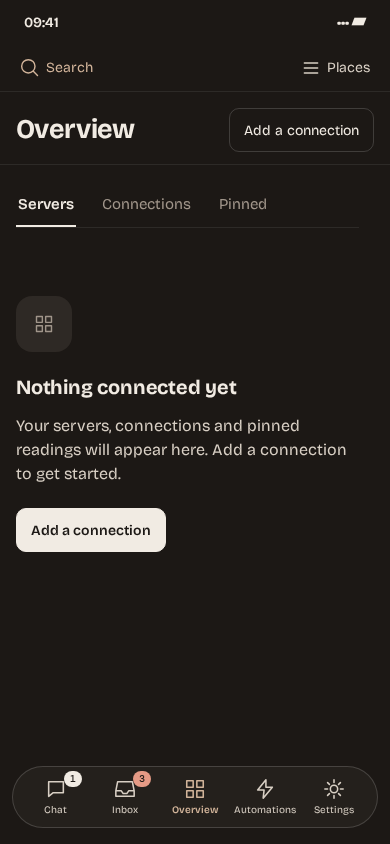 09:41
Search
Places
Overview
Add a connection
Servers
Connections
Pinned
Nothing connected yet
Your servers, connections and pinned
readings will appear here. Add a connection
to get started.
Add a connection
1
3
Chat
Inbox
Overview
Automations
Settings